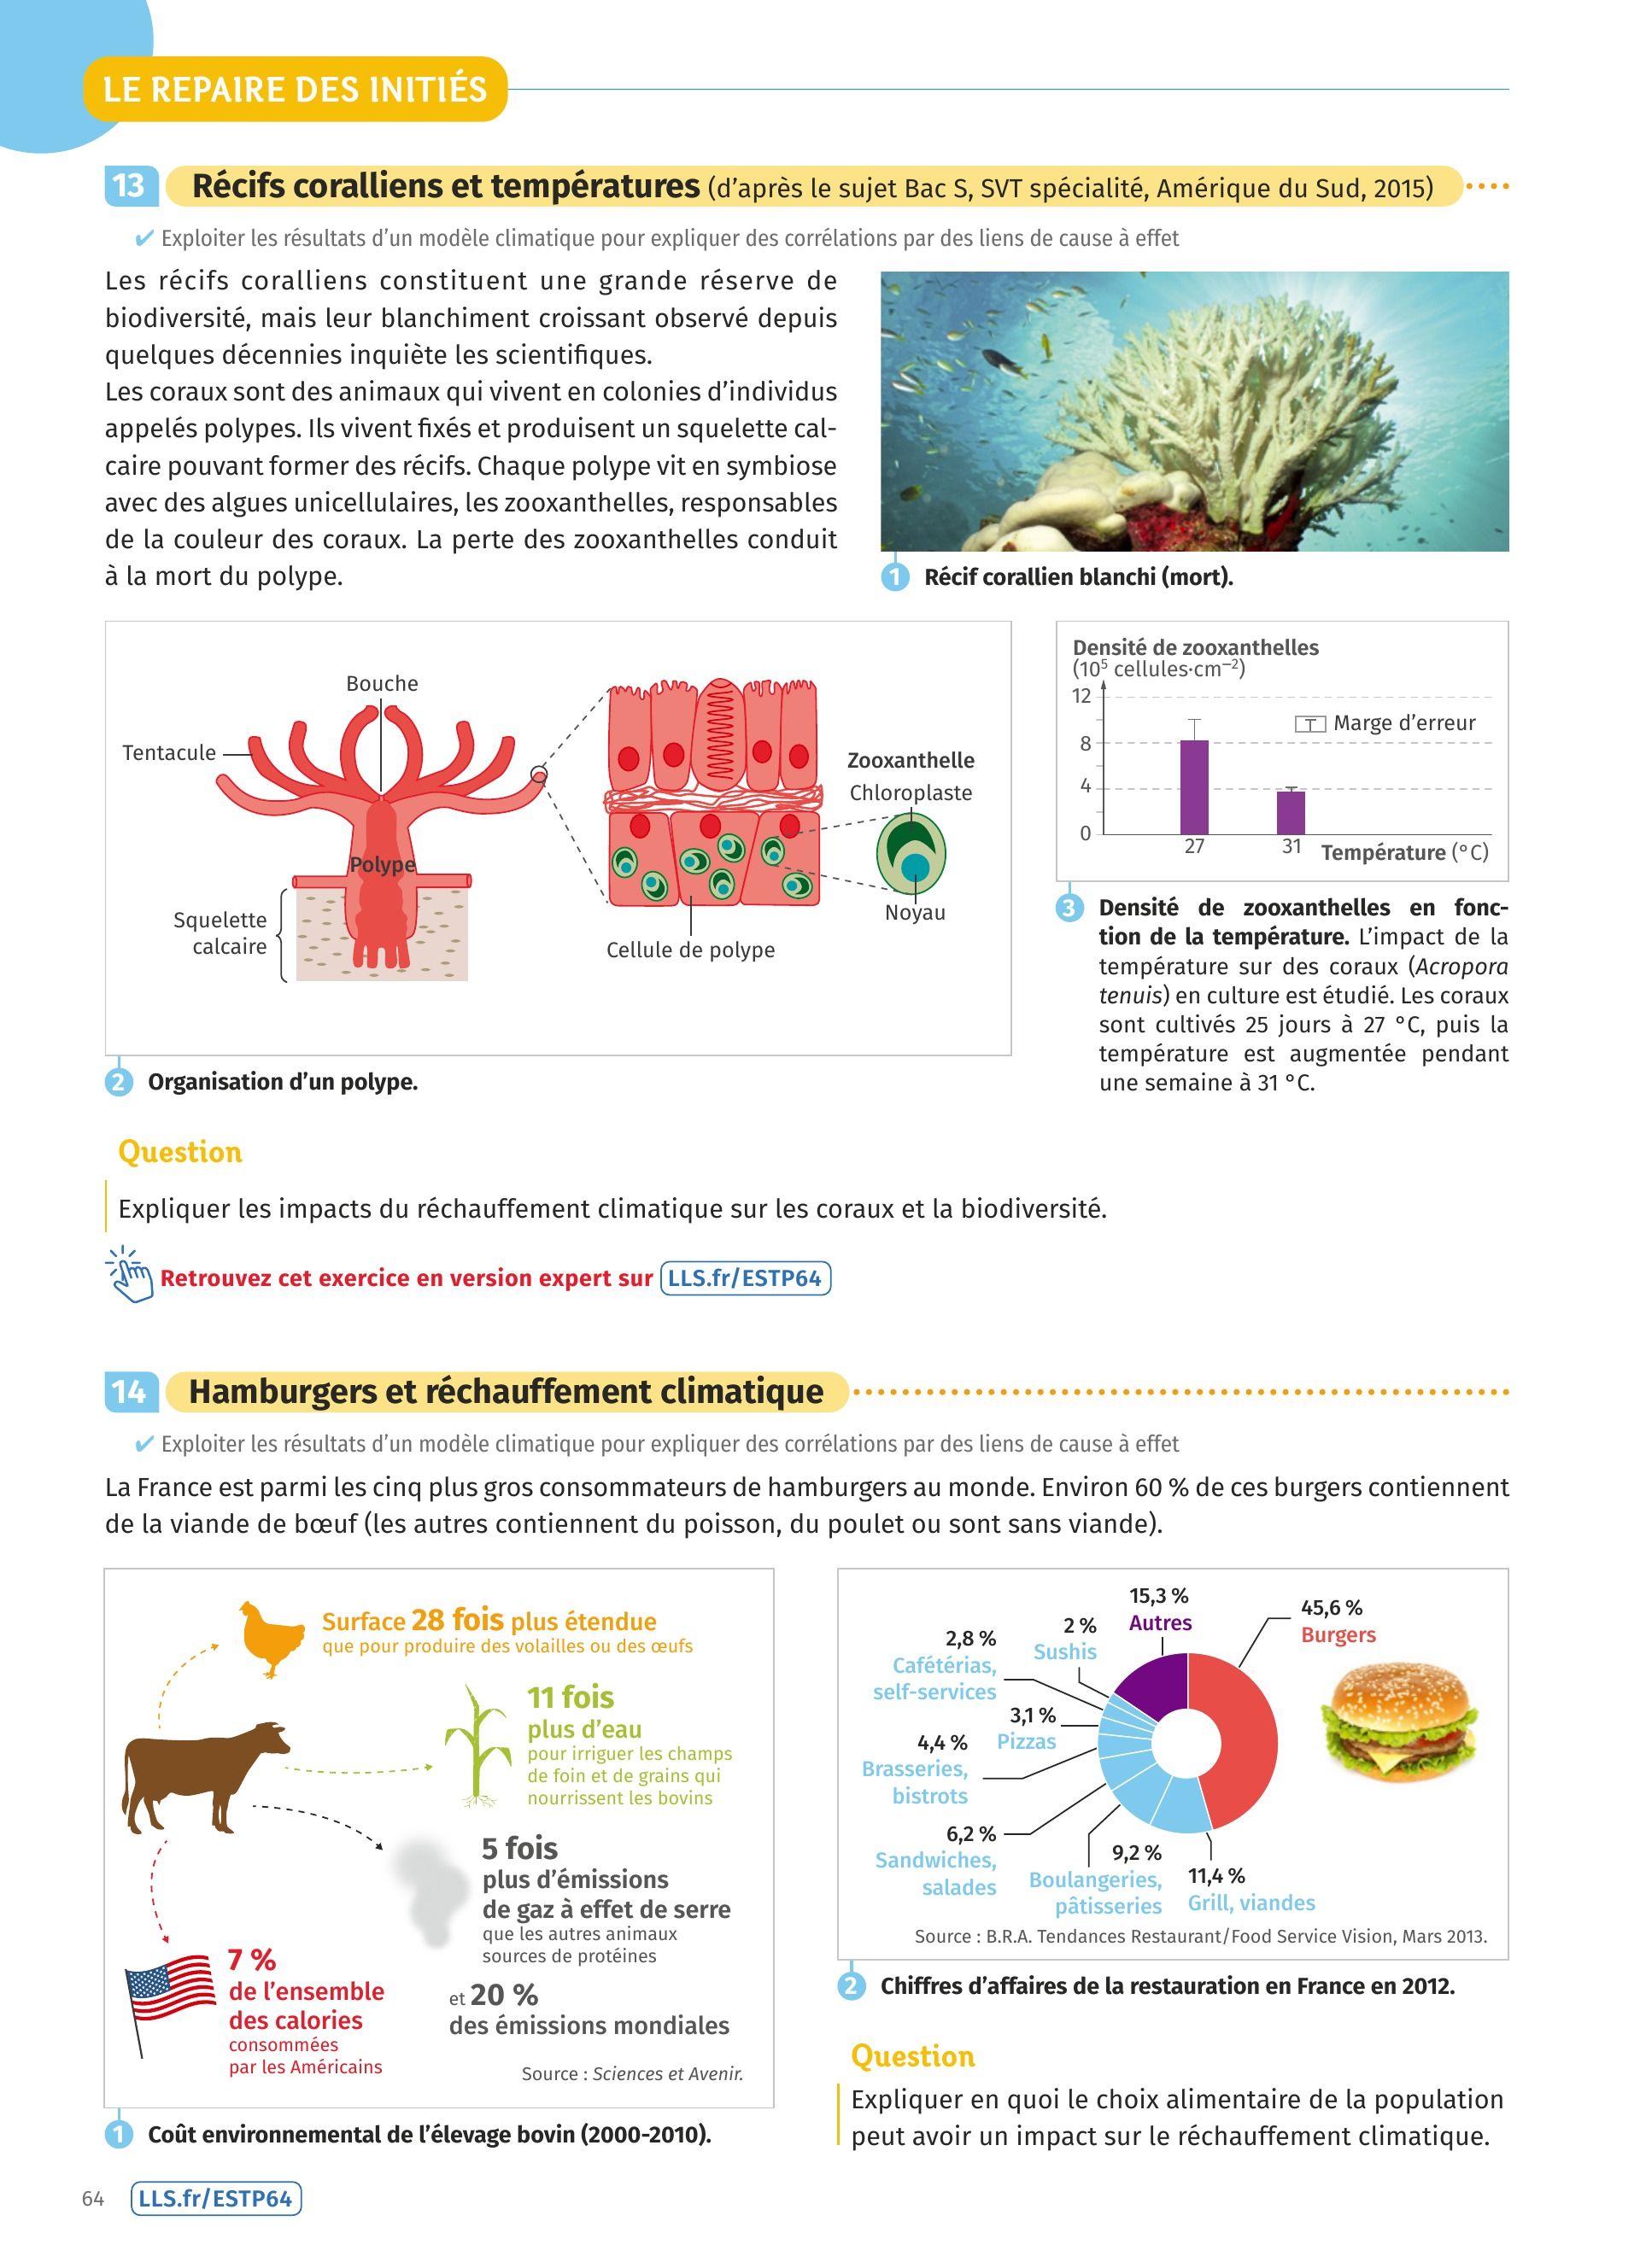 LE REPAIRE DES INITIÉS
13 Récifs coralliens et températures (d'après le sujet Bac S, SVT spécialité, Amérique du Sud, 2015)
✔ Exploiter les résultats d'un modèle climatique pour expliquer des corrélations par des liens de cause à effet
Les récifs coralliens constituent une grande réserve de
biodiversité, mais leur blanchiment croissant observé depuis
quelques décennies inquiète les scientifiques.
Les coraux sont des animaux qui vivent en colonies d'individus
appelés polypes. Ils vivent fixés et produisent un squelette cal-
caire pouvant former des récifs. Chaque polype vit en symbiose
avec des algues unicellulaires, les zooxanthelles, responsables
de la couleur des coraux. La perte des zooxanthelles conduit
à la mort du polype.
1 Récif corallien blanchi (mort).
Bouche
Tentacule
Polype
Squelette
calcaire
Cellule de polype
Zooxanthelle
Chloroplaste
Noyau
2 Organisation d'un polype.
Densité de zooxanthelles
(10⁵ cellules·cm⁻²)
12
8
4
0
Marge d'erreur
27
31
Température (°C)
3 Densité de zooxanthelles en fonc-
tion de la température. L'impact de la
température sur des coraux (Acropora
tenuis) en culture est étudié. Les coraux
sont cultivés 25 jours à 27 °C, puis la
température est augmentée pendant
une semaine à 31 °C.
Question
Expliquer les impacts du réchauffement climatique sur les coraux et la biodiversité.
Retrouvez cet exercice en version expert sur LLS.fr/ESTP64
14 Hamburgers et réchauffement climatique
✔ Exploiter les résultats d'un modèle climatique pour expliquer des corrélations par des liens de cause à effet
La France est parmi les cinq plus gros consommateurs de hamburgers au monde. Environ 60 % de ces burgers contiennent
de la viande de bœuf (les autres contiennent du poisson, du poulet ou sont sans viande).
Surface 28 fois plus étendue
que pour produire des volailles ou des œufs
11 fois
plus d'eau
pour irriguer les champs
de foin et de grains qui
nourrissent les bovins
5 fois
plus d'émissions
de gaz à effet de serre
que les autres animaux
sources de protéines
et 20 %
des émissions mondiales
7 %
de l'ensemble
des calories
consommées
par les Américains
Source : Sciences et Avenir.
1 Coût environnemental de l'élevage bovin (2000-2010).
15,3 %
Autres
45,6 %
Burgers
2 %
Sushis
2,8 %
Cafétérias,
self-services
3,1 %
Pizzas
4,4 %
Brasseries,
bistrots
6,2 %
Sandwiches,
salades
9,2 %
Boulangeries,
pâtisseries
11,4 %
Grill, viandes
Source : B.R.A. Tendances Restaurant/Food Service Vision, Mars 2013.
2 Chiffres d'affaires de la restauration en France en 2012.
Question
Expliquer en quoi le choix alimentaire de la population
peut avoir un impact sur le réchauffement climatique.
64 LLS.fr/ESTP64